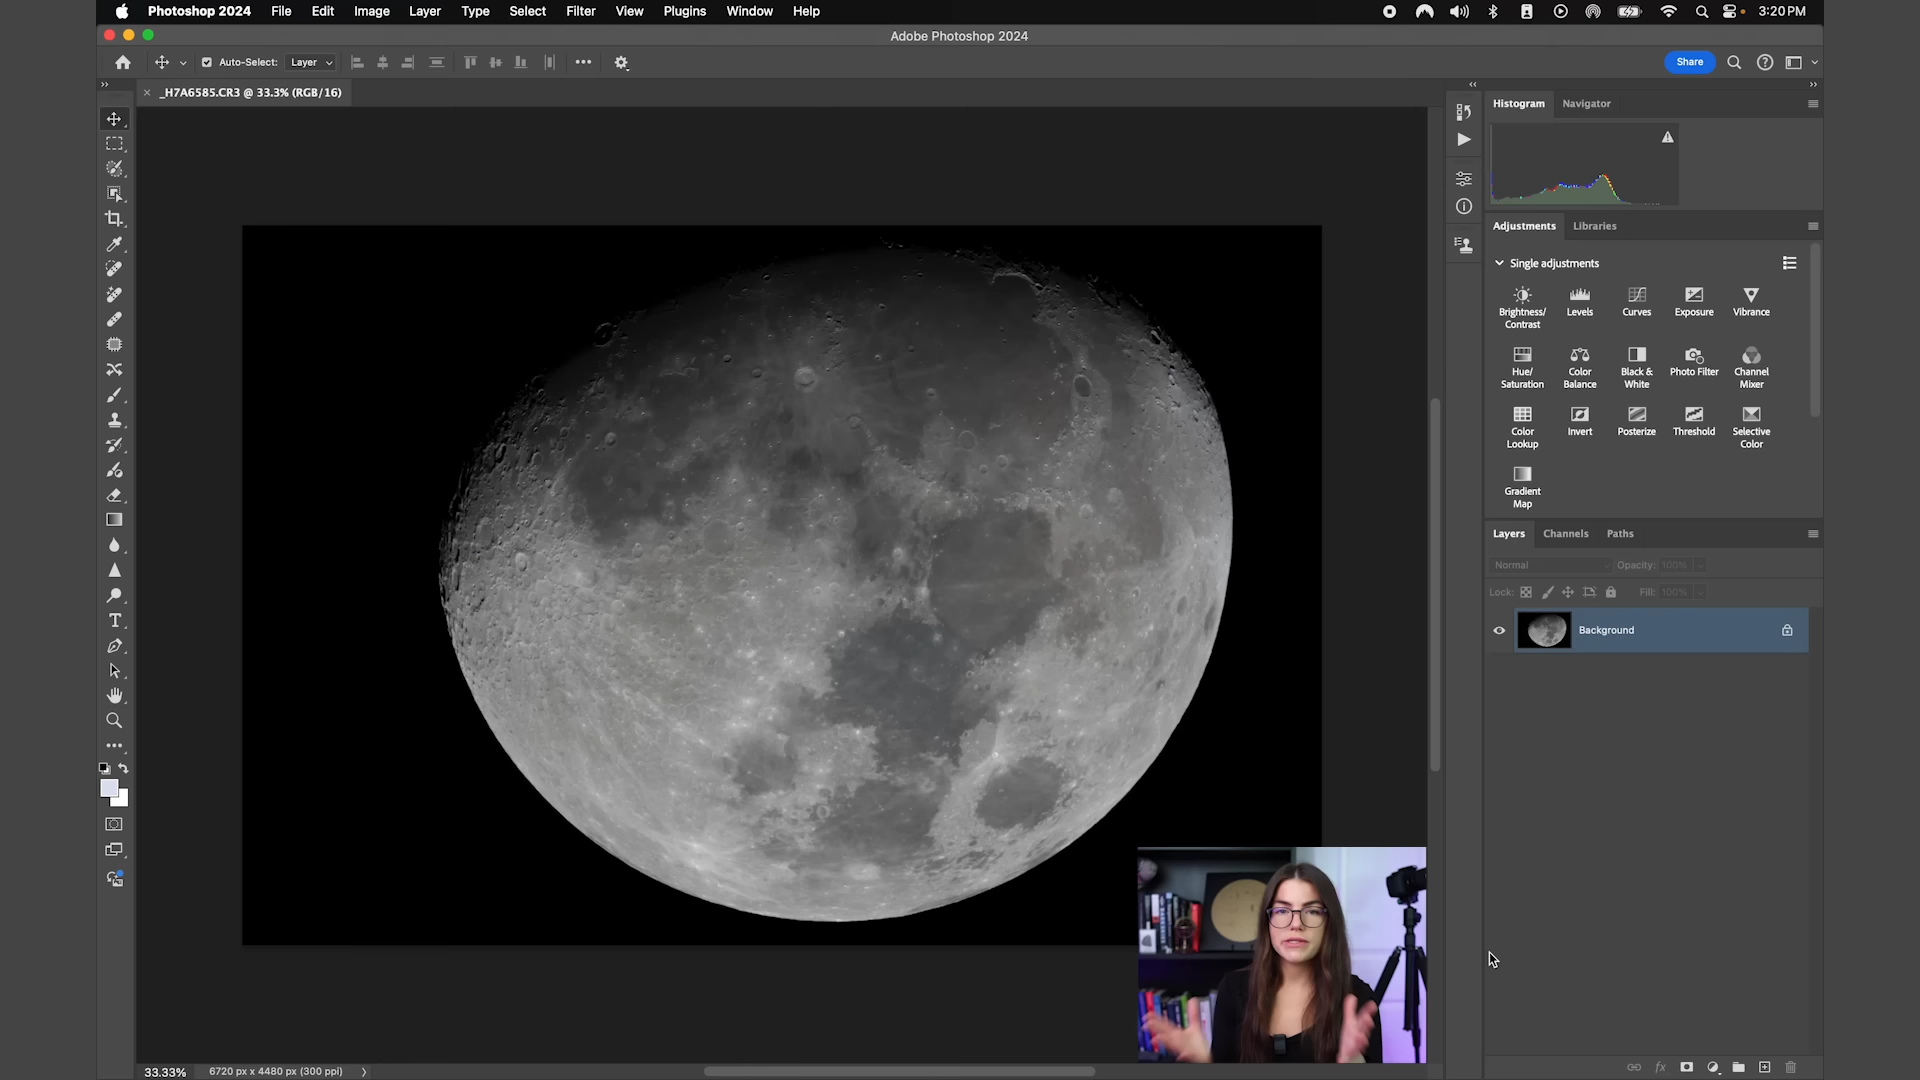 Photoshop 2024 File Edit Image Layer Type Select Filter View Plugins Window Help 3:20 PM
Adobe Photoshop 2024
Auto-Select: Layer Share
× _H7A6585.CR3 @ 33.3% (RGB/16)
Histogram Navigator
Adjustments Libraries
Single adjustments
Brightness/ Levels Curves Exposure Vibrance
Contrast
Hue/ Color Black & Photo Filter Channel
Saturation Balance White Mixer
Color Invert Posterize Threshold Selective
Lookup Color
Gradient
Map
Layers Channels Paths
Normal Opacity: 100%
Lock: Fill: 100%
Background
33.33% 6720 px x 4480 px (300 ppi)